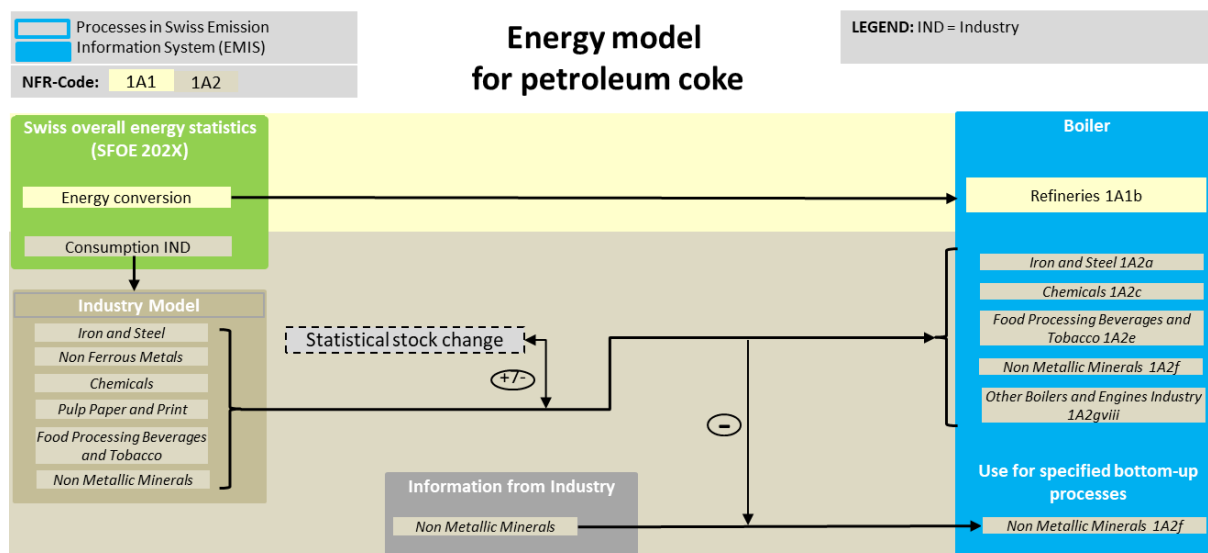 Processes in Swiss Emission
Information System (EMIS)
NFR-Code: 1A1 1A2
Energy model
for petroleum coke
LEGEND: IND = Industry
Swiss overall energy statistics
(SFOE 202X)
Energy conversion
Consumption IND
Industry Model
Iron and Steel
Non Ferrous Metals
Chemicals
Pulp Paper and Print
Food Processing Beverages
and Tobacco
Non Metallic Minerals
Statistical stock change
+/-
-
Information from Industry
Non Metallic Minerals
Boiler
Refineries 1A1b
Iron and Steel 1A2a
Chemicals 1A2c
Food Processing Beverages and
Tobacco 1A2e
Non Metallic Minerals 1A2f
Other Boilers and Engines Industry
1A2gviii
Use for specified bottom-up
processes
Non Metallic Minerals 1A2f